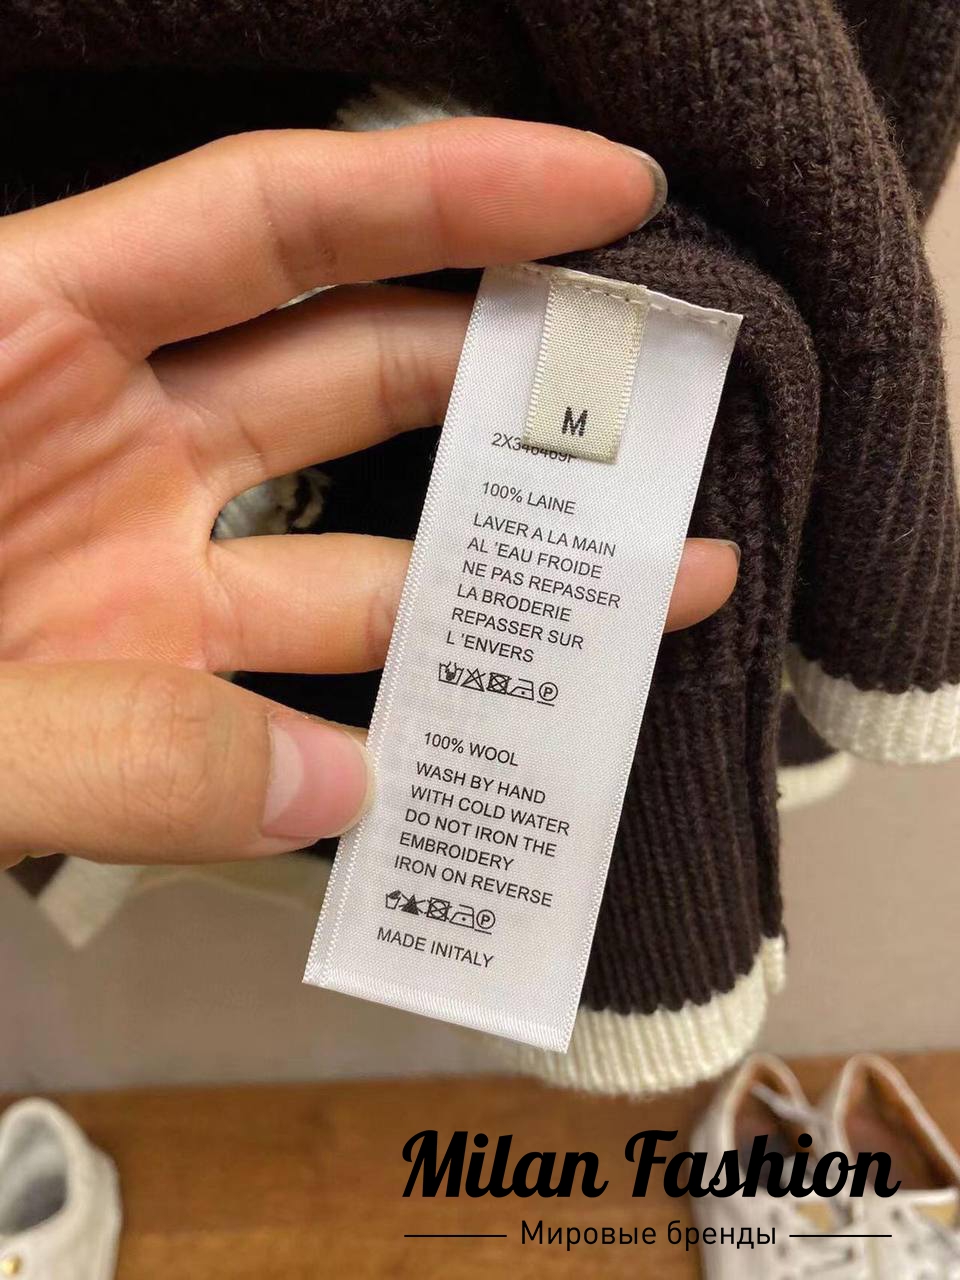 M
100% LAINE
LAVER A LA MAIN
AL 'EAU FROIDE
NE PAS REPASSER
LA BRODERIE
REPASSER SUR
L 'ENVERS
P
100% WOOL
WASH BY HAND
WITH COLD WATER
DO NOT IRON THE
EMBROIDERY
IRON ON REVERSE
P
MADE INITALY
Milan Fashion
Мировые бренды